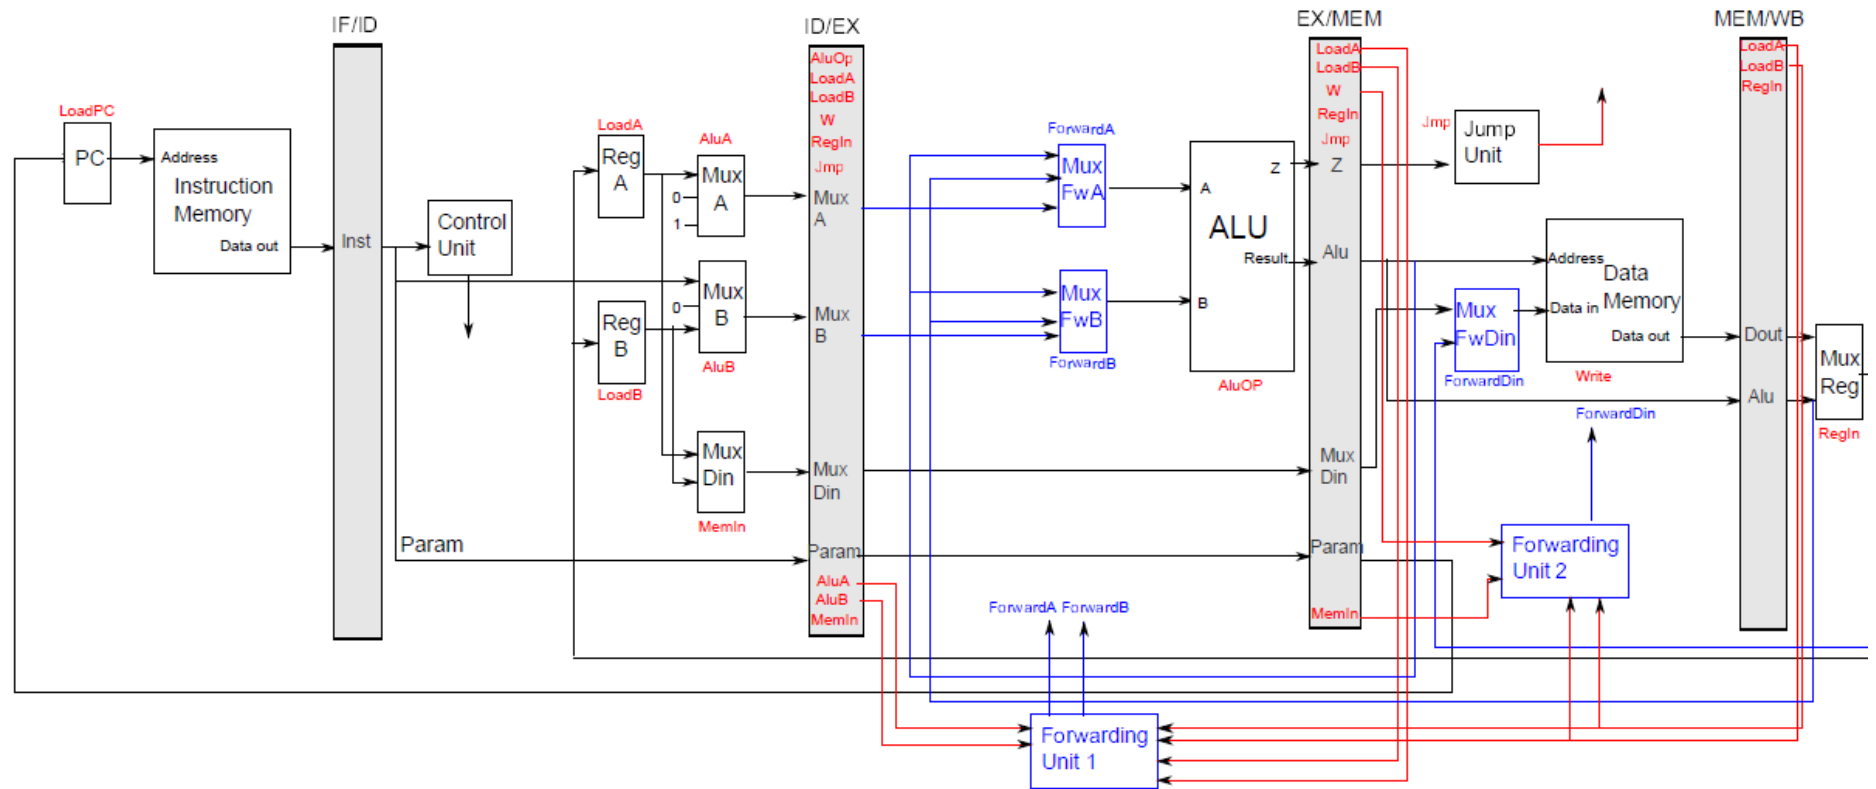 IF/ID
ID/EX
EX/MEM
MEM/WB
LoadPC
PC
Address
Instruction
Memory
Data out
Inst
Control
Unit
Param
LoadA
Reg
A
Reg
B
LoadB
AluA
Mux
A
0
1
Mux
B
0
AluB
Mux
Din
MemIn
AluOp
LoadA
LoadB
W
RegIn
Jmp
Mux
A
Mux
B
Mux
Din
Param
AluA
AluB
MemIn
ForwardA
Mux
FwA
Mux
FwB
ForwardB
A
B
Z
ALU
Result
AluOP
ForwardA
ForwardB
Forwarding
Unit 1
LoadA
LoadB
W
RegIn
Jmp
Z
Alu
Mux
Din
Param
MemIn
Jmp
Jump
Unit
Address
Data
Memory
Data in
Data out
Write
Mux
FwDin
ForwardDin
ForwardDin
Forwarding
Unit 2
LoadA
LoadB
RegIn
Dout
Alu
Mux
Reg
RegIn